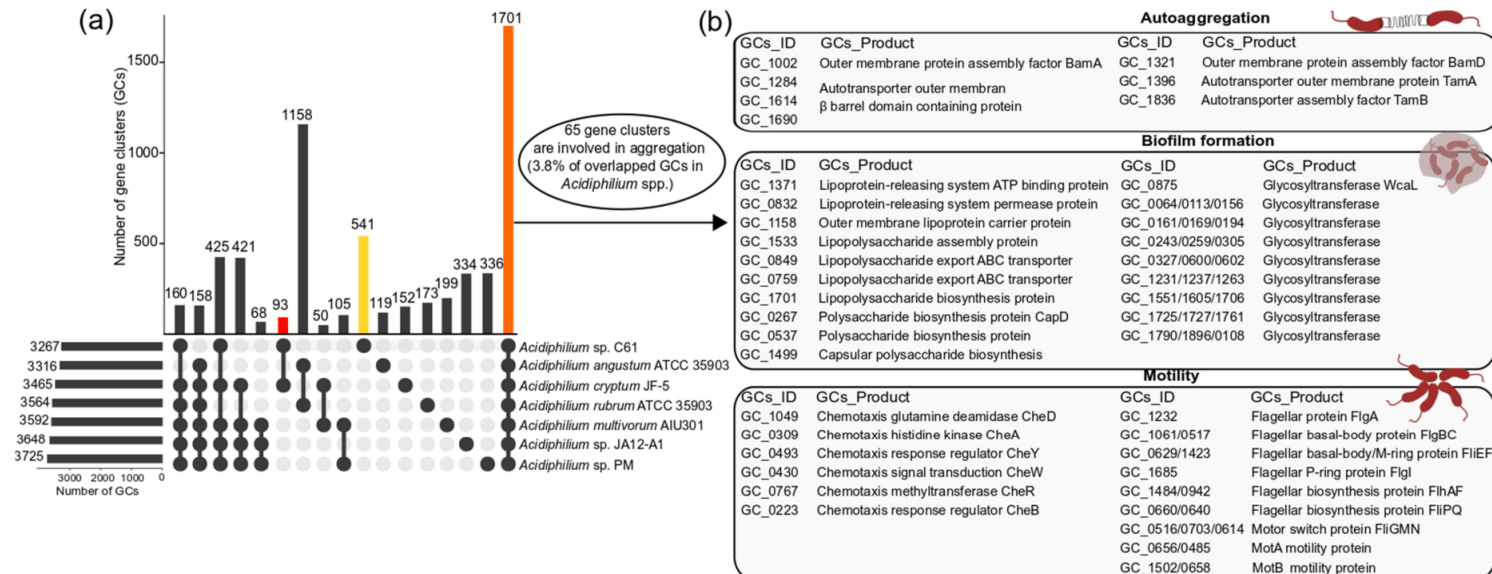 (a)
1701
1500
1000
500
Number of gene clusters (GCs)
160 158 425 421 68 93 1158 50 105 541 119 152 173 199 334 336
65 gene clusters
are involved in aggregation
(3.8% of overlapped GCs in
Acidiphilium spp.)
3267 Acidiphilium sp. C61
3316 Acidiphilium angustum ATCC 35903
3465 Acidiphilium cryptum JF-5
3564 Acidiphilium rubrum ATCC 35903
3592 Acidiphilium multivorum AIU301
3648 Acidiphilium sp. JA12-A1
3725 Acidiphilium sp. PM
3000 2000 1000 0
Number of GCs
(b)
Autoaggregation
GCs_ID GCs_Product GCs_ID GCs_Product
GC_1002 Outer membrane protein assembly factor BamA GC_1321 Outer membrane protein assembly factor BamD
GC_1284 Autotransporter outer membran GC_1396 Autotransporter outer membrane protein TamA
GC_1614 β barrel domain containing protein GC_1836 Autotransporter assembly factor TamB
GC_1690
Biofilm formation
GCs_ID GCs_Product GCs_ID GCs_Product
GC_1371 Lipoprotein-releasing system ATP binding protein GC_0875 Glycosyltransferase WcaL
GC_0832 Lipoprotein-releasing system permease protein GC_0064/0113/0156 Glycosyltransferase
GC_1158 Outer membrane lipoprotein carrier protein GC_0161/0169/0194 Glycosyltransferase
GC_1533 Lipopolysaccharide assembly protein GC_0243/0259/0305 Glycosyltransferase
GC_0849 Lipopolysaccharide export ABC transporter GC_0327/0600/0602 Glycosyltransferase
GC_0759 Lipopolysaccharide export ABC transporter GC_1231/1237/1263 Glycosyltransferase
GC_1701 Lipopolysaccharide biosynthesis protein GC_1551/1605/1706 Glycosyltransferase
GC_0267 Polysaccharide biosynthesis protein CapD GC_1725/1727/1761 Glycosyltransferase
GC_0537 Polysaccharide biosynthesis protein GC_1790/1896/0108 Glycosyltransferase
GC_1499 Capsular polysaccharide biosynthesis
Motility
GCs_ID GCs_Product GCs_ID GCs_Product
GC_1049 Chemotaxis glutamine deamidase CheD GC_1232 Flagellar protein FlgA
GC_0309 Chemotaxis histidine kinase CheA GC_1061/0517 Flagellar basal-body protein FlgBC
GC_0493 Chemotaxis response regulator CheY GC_0629/1423 Flagellar basal-body/M-ring protein FliEF
GC_0430 Chemotaxis signal transduction CheW GC_1685 Flagellar P-ring protein FlgI
GC_0767 Chemotaxis methyltransferase CheR GC_1484/0942 Flagellar biosynthesis protein FlhAF
GC_0223 Chemotaxis response regulator CheB GC_0660/0640 Flagellar biosynthesis protein FliPQ
GC_0516/0703/0614 Motor switch protein FliGMN
GC_0656/0485 MotA motility protein
GC_1502/0658 MotB motility protein